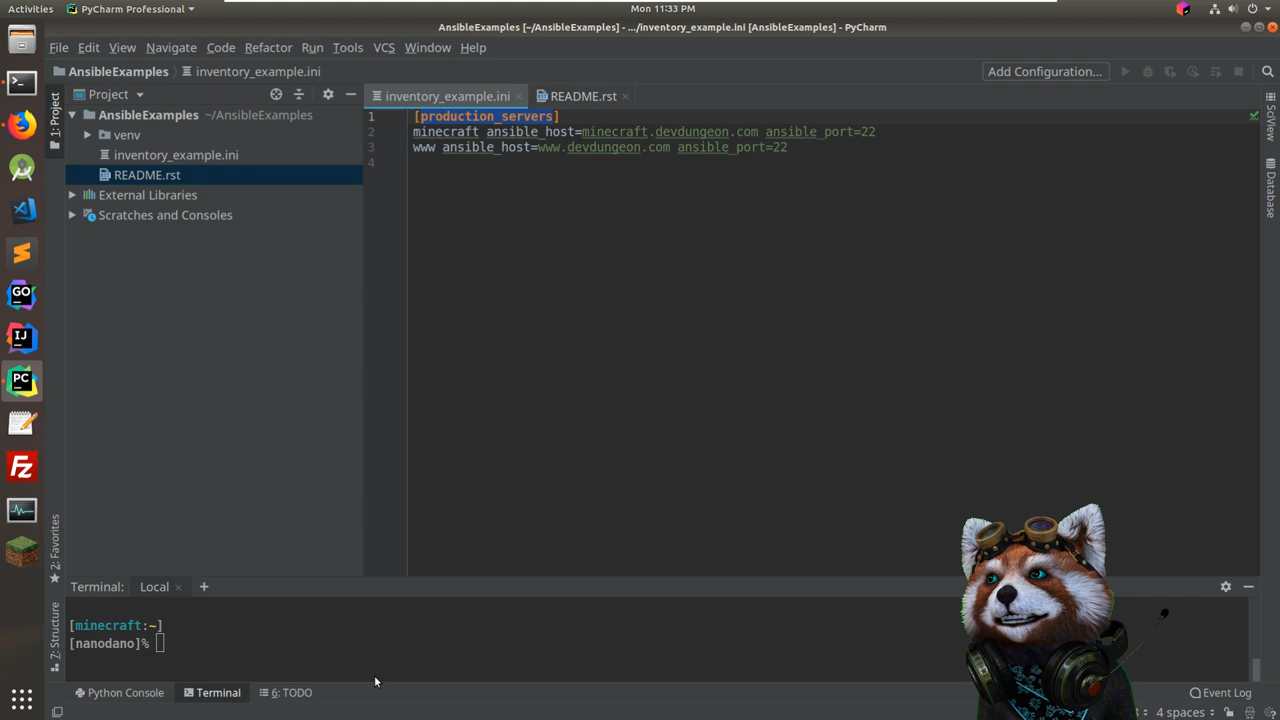 Activities
PyCharm Professional
Mon 11:33 PM
AnsibleExamples [~/AnsibleExamples] - .../inventory_example.ini [AnsibleExamples] - PyCharm
File Edit View Navigate Code Refactor Run Tools VCS Window Help
AnsibleExamples
inventory_example.ini
Add Configuration...
Project
inventory_example.ini
README.rst
1: Project
AnsibleExamples ~/AnsibleExamples
venv
inventory_example.ini
README.rst
External Libraries
Scratches and Consoles
1 [production_servers]
2 minecraft ansible_host=minecraft.devdungeon.com ansible_port=22
3 www ansible_host=www.devdungeon.com ansible_port=22
4
SciView
Database
GO
IJ
PC
FZ
2: Favorites
Z: Structure
Terminal:
Local
[minecraft:~]
[nanodano]%
Python Console
Terminal
6: TODO
Event Log
4 spaces